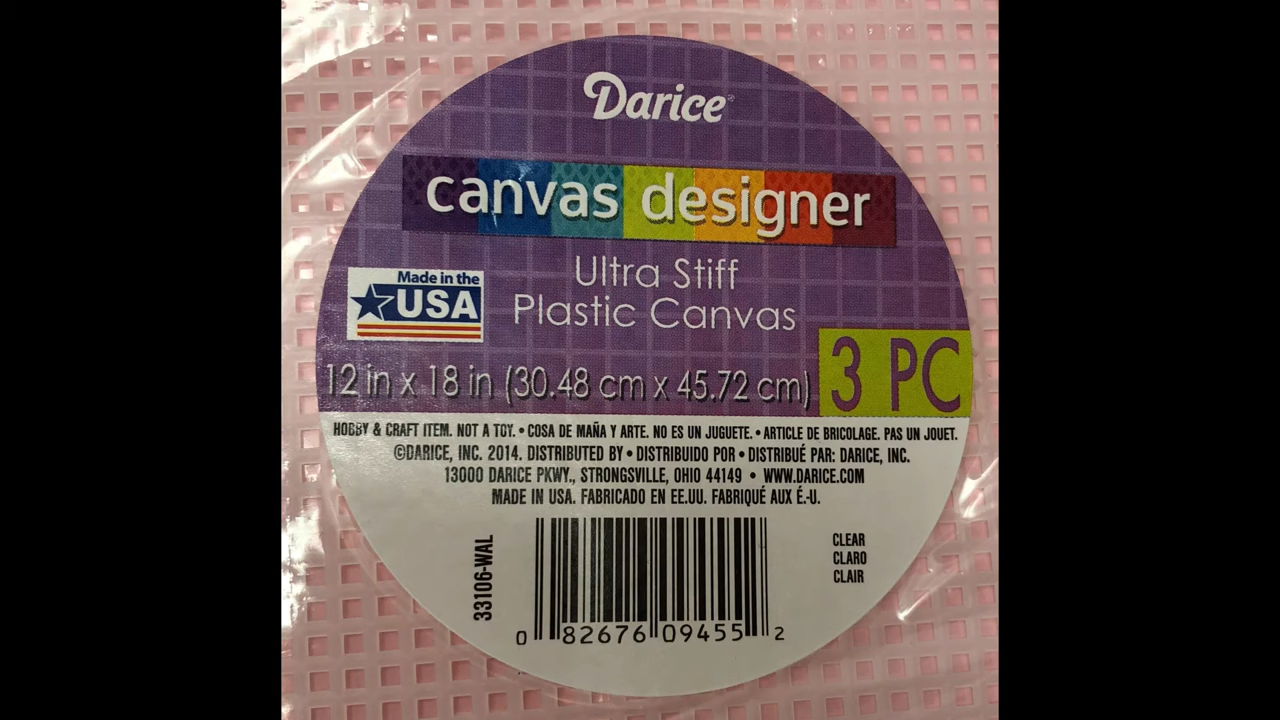 Darice
canvas designer
Ultra Stiff
Plastic Canvas
Made in the
USA
12 in x 18 in (30.48 cm x 45.72 cm)
3 PC
HOBBY & CRAFT ITEM. NOT A TOY. • COSA DE MAÑA Y ARTE. NO ES UN JUGUETE. • ARTICLE DE BRICOLAGE. PAS UN JOUET.
©DARICE, INC. 2014. DISTRIBUTED BY • DISTRIBUIDO POR • DISTRIBUÉ PAR: DARICE, INC.
13000 DARICE PKWY., STRONGSVILLE, OHIO 44149 • WWW.DARICE.COM
MADE IN USA. FABRICADO EN EE.UU. FABRIQUÉ AUX É.-U.
33106-WAL
CLEAR
CLARO
CLAIR
0 82676 09455 2